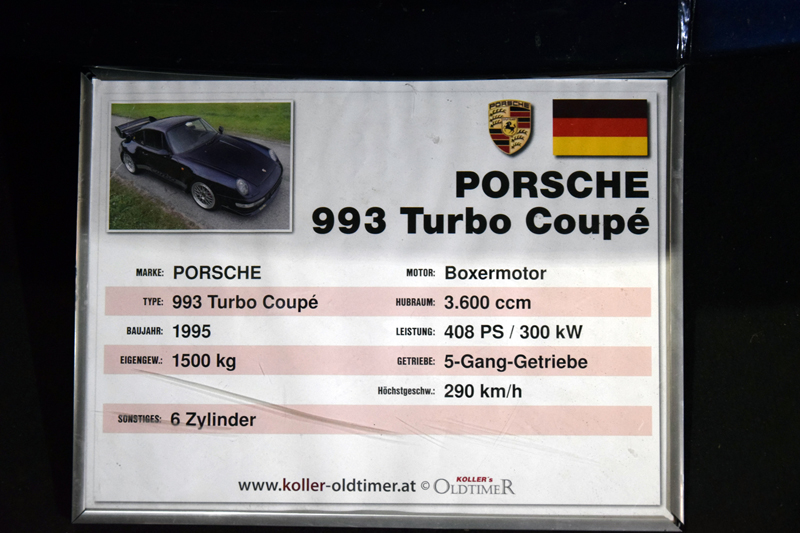 PORSCHE
PORSCHE
993 Turbo Coupé
MARKE: PORSCHE
MOTOR: Boxermotor
TYPE: 993 Turbo Coupé
HUBRAUM: 3.600 ccm
BAUJAHR: 1995
LEISTUNG: 408 PS / 300 kW
EIGENGEW.: 1500 kg
GETRIEBE: 5-Gang-Getriebe
Höchstgeschw.: 290 km/h
SONSTIGES: 6 Zylinder
www.koller-oldtimer.at © KOLLER's OLDTIMER